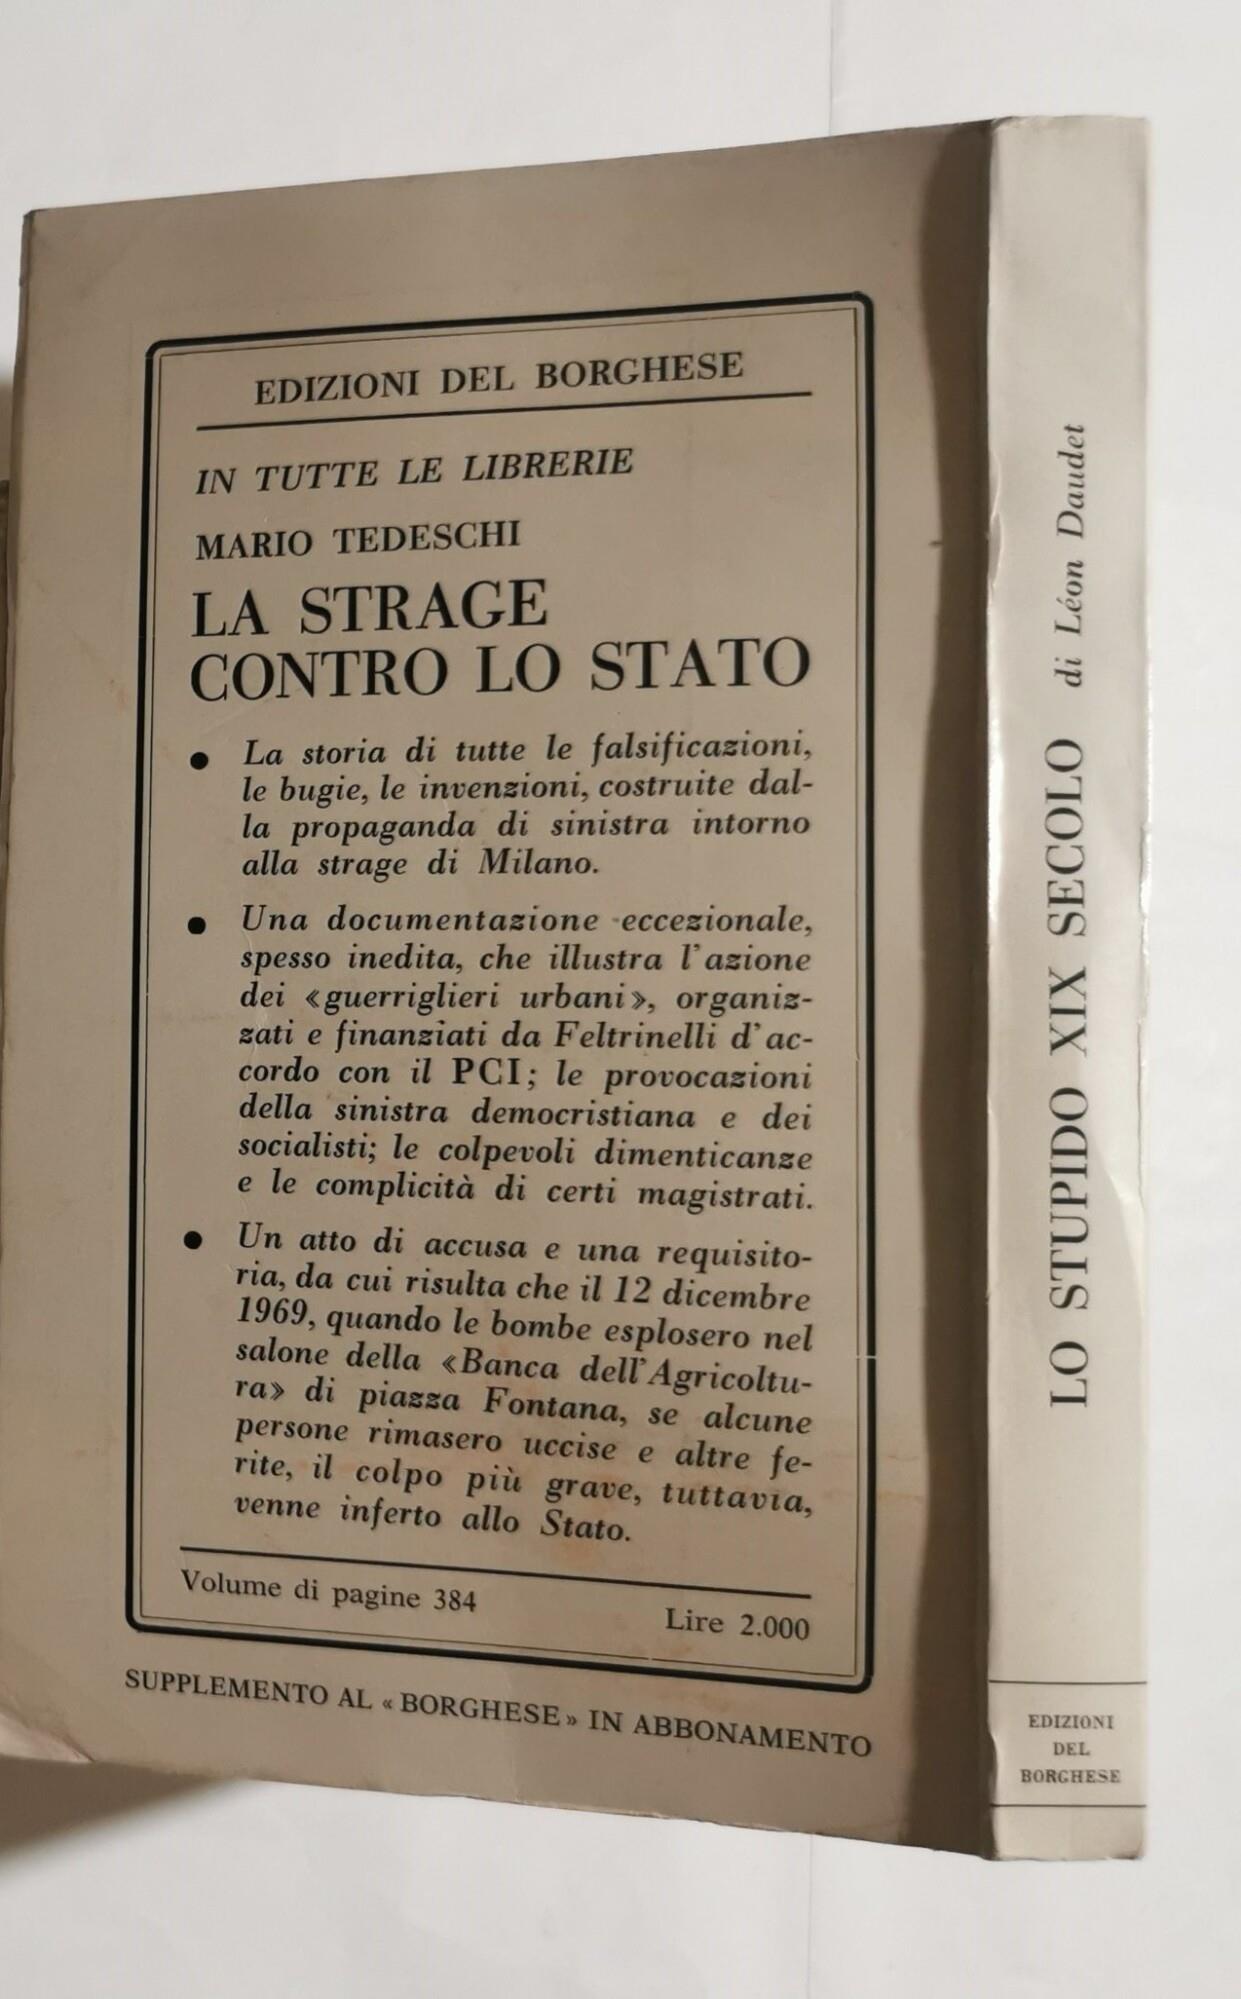 EDIZIONI DEL BORGHESE
IN TUTTE LE LIBRERIE
MARIO TEDESCHI
LA STRAGE
CONTRO LO STATO
● La storia di tutte le falsificazioni,
le bugie, le invenzioni, costruite dal-
la propaganda di sinistra intorno
alla strage di Milano.
● Una documentazione eccezionale,
spesso inedita, che illustra l'azione
dei «guerriglieri urbani», organiz-
zati e finanziati da Feltrinelli d'ac-
cordo con il PCI; le provocazioni
della sinistra democristiana e dei
socialisti; le colpevoli dimenticanze
e le complicità di certi magistrati.
● Un atto di accusa e una requisito-
ria, da cui risulta che il 12 dicembre
1969, quando le bombe esplosero nel
salone della «Banca dell'Agricoltu-
ra» di piazza Fontana, se alcune
persone rimasero uccise e altre fe-
rite, il colpo più grave, tuttavia,
venne inferto allo Stato.
Volume di pagine 384
Lire 2.000
SUPPLEMENTO AL « BORGHESE » IN ABBONAMENTO
LO STUPIDO XIX SECOLO di Léon Daudet
EDIZIONI
DEL
BORGHESE